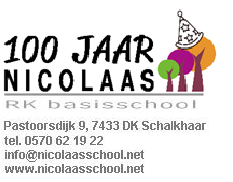 100 JAAR
NICOLAAS
RK basisschool
Pastoorsdijk 9, 7433 DK Schalkhaar
tel. 0570 62 19 22
info@nicolaasschool.net
www.nicolaasschool.net